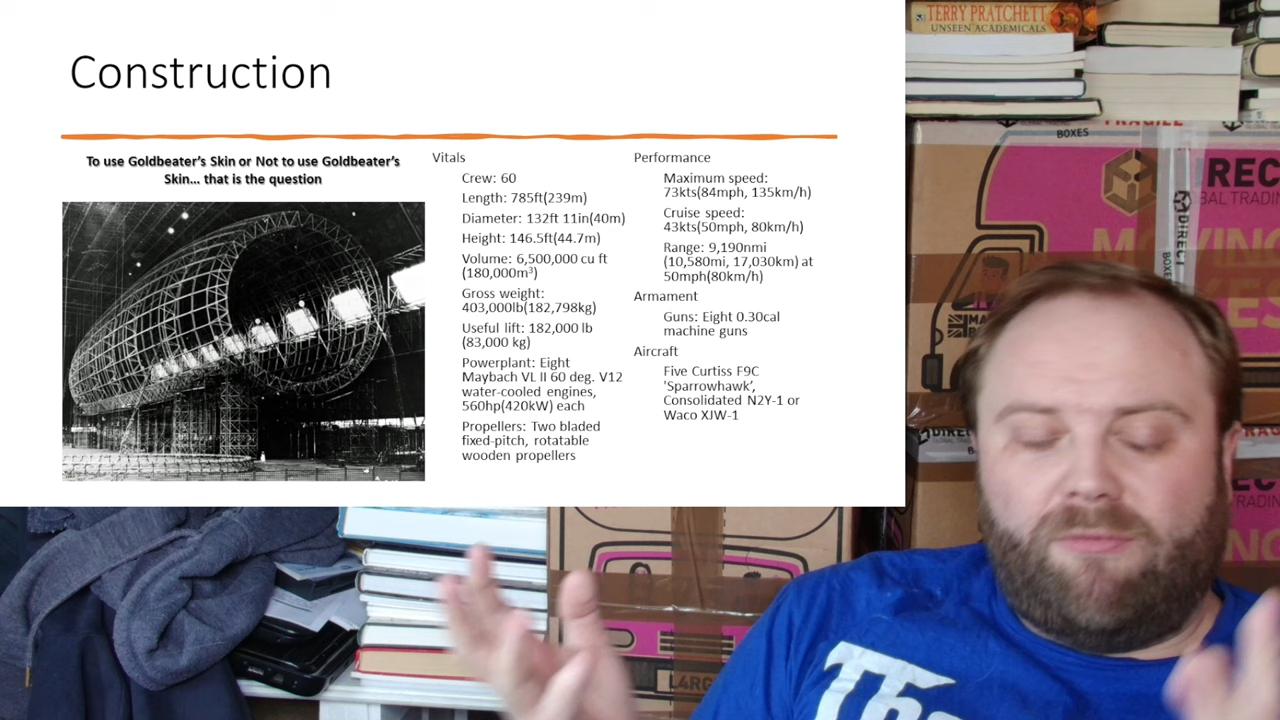 Construction
To use Goldbeater's Skin or Not to use Goldbeater's
Skin... that is the question
Vitals
Crew: 60
Length: 785ft(239m)
Diameter: 132ft 11in(40m)
Height: 146.5ft(44.7m)
Volume: 6,500,000 cu ft
(180,000m³)
Gross weight:
403,000lb(182,798kg)
Useful lift: 182,000 lb
(83,000 kg)
Powerplant: Eight
Maybach VL II 60 deg. V12
water-cooled engines,
560hp(420kW) each
Propellers: Two bladed
fixed-pitch, rotatable
wooden propellers
Performance
Maximum speed:
73kts(84mph, 135km/h)
Cruise speed:
43kts(50mph, 80km/h)
Range: 9,190nmi
(10,580mi, 17,030km) at
50mph(80km/h)
Armament
Guns: Eight 0.30cal
machine guns
Aircraft
Five Curtiss F9C
'Sparrowhawk',
Consolidated N2Y-1 or
Waco XJW-1
TERRY PRATCHETT
UNSEEN ACADEMICALS
FRAGILE
BOXES
DIRECT